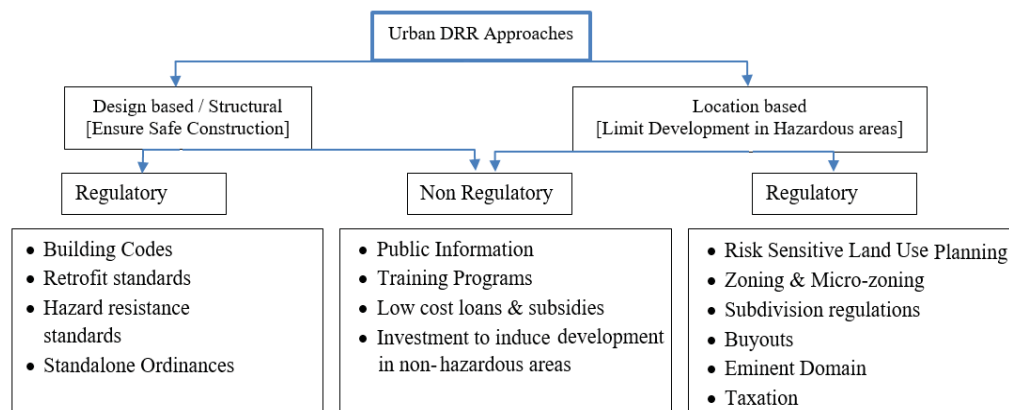 Urban DRR Approaches
Design based / Structural
[Ensure Safe Construction]
Location based
[Limit Development in Hazardous areas]
Regulatory
Non Regulatory
Regulatory
• Building Codes
• Retrofit standards
• Hazard resistance
standards
• Standalone Ordinances
• Public Information
• Training Programs
• Low cost loans & subsidies
• Investment to induce development
in non-hazardous areas
• Risk Sensitive Land Use Planning
• Zoning & Micro-zoning
• Subdivision regulations
• Buyouts
• Eminent Domain
• Taxation